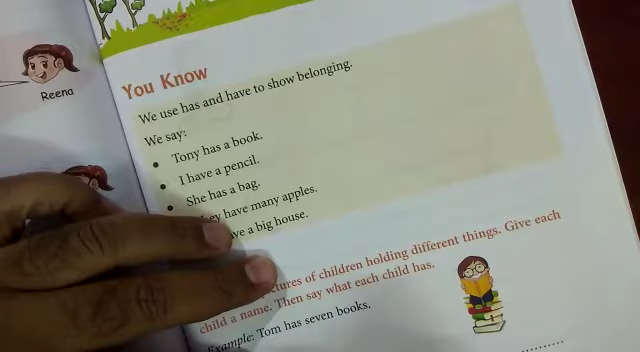 Reena
You Know
We use has and have to show belonging.
We say:
• Tony has a book.
• I have a pencil.
• She has a bag.
have many apples.
a big house.
of children holding different things. Give each
child a name. Then say what each child has.
Example: Tom has seven books.